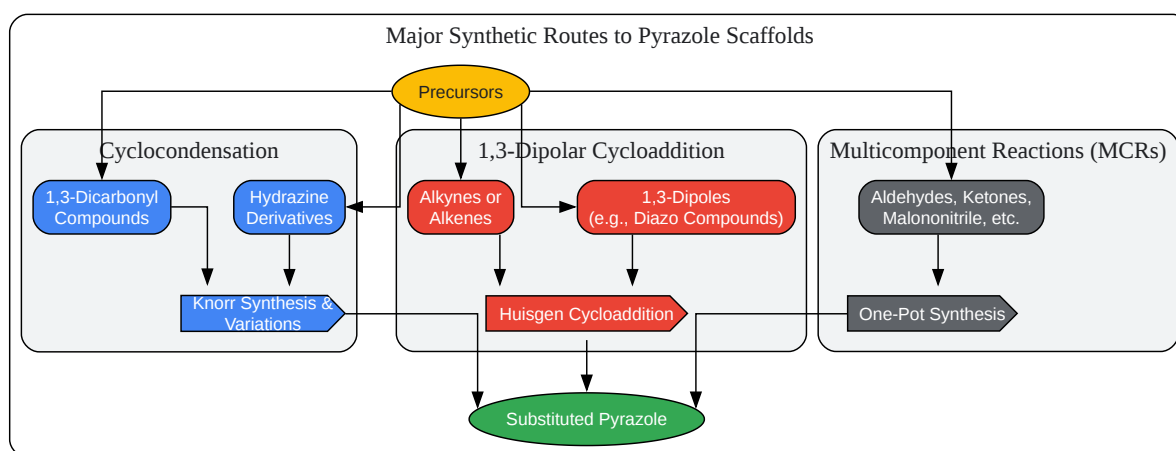 Major Synthetic Routes to Pyrazole Scaffolds
Precursors
Cyclocondensation
1,3-Dipolar Cycloaddition
Multicomponent Reactions (MCRs)
1,3-Dicarbonyl
Compounds
Hydrazine
Derivatives
Alkynes or
Alkenes
1,3-Dipoles
(e.g., Diazo Compounds)
Aldehydes, Ketones,
Malononitrile, etc.
Knorr Synthesis &
Variations
Huisgen Cycloaddition
One-Pot Synthesis
Substituted Pyrazole